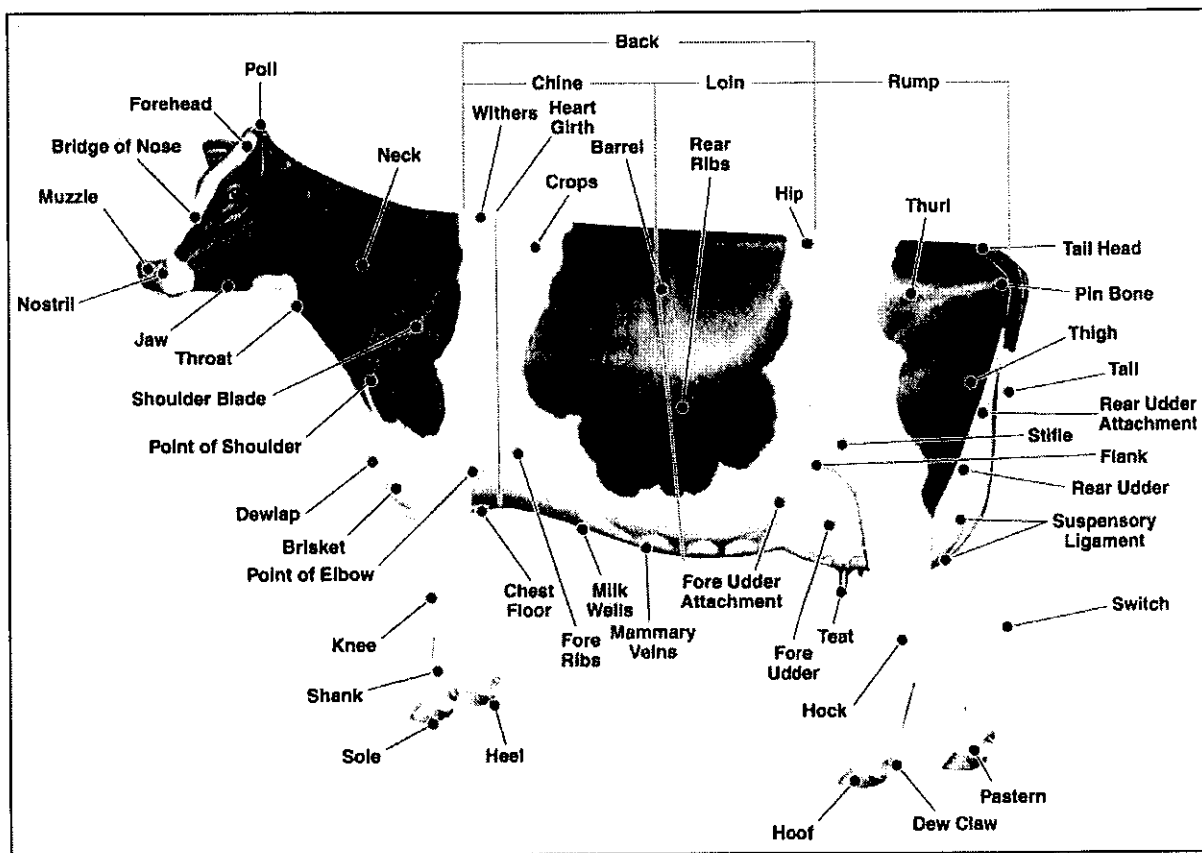 Back
Chine
Loin
Rump
Poll
Forehead
Bridge of Nose
Muzzle
Nostril
Jaw
Throat
Neck
Shoulder Blade
Point of Shoulder
Dewlap
Brisket
Point of Elbow
Knee
Shank
Sole
Heel
Withers
Heart
Girth
Crops
Barrel
Rear
Ribs
Hip
Thurl
Tail Head
Pin Bone
Thigh
Tail
Rear Udder
Attachment
Stifle
Flank
Rear Udder
Suspensory
Ligament
Chest
Floor
Fore
Ribs
Milk
Wells
Mammary
Veins
Fore Udder
Attachment
Fore
Udder
Teat
Switch
Hock
Hoof
Dew Claw
Pastern